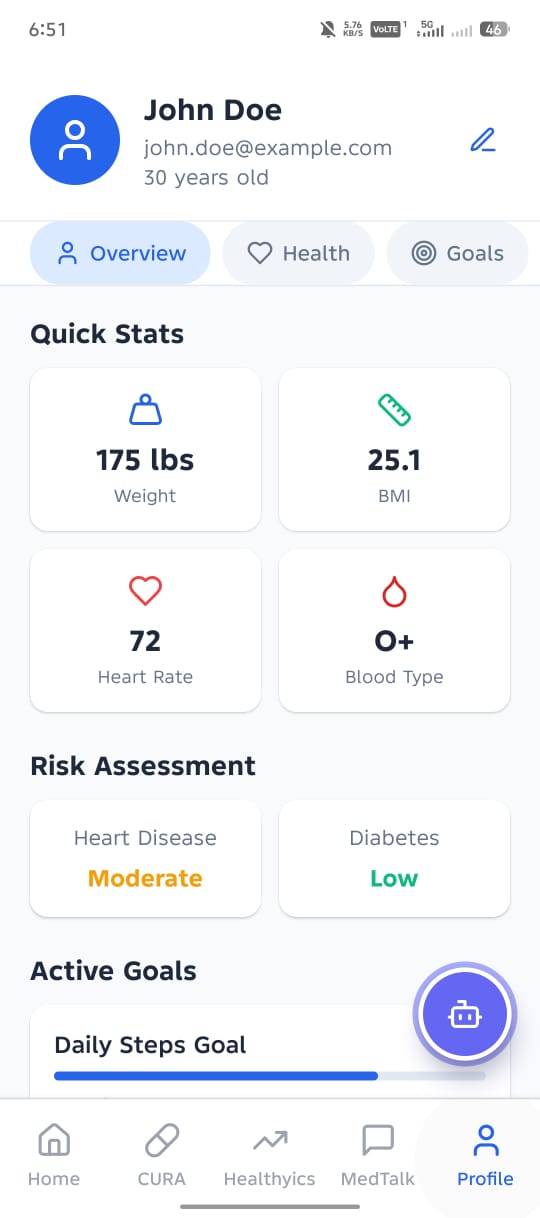 6:51
5.76 KB/S VoLTE 1 5G 46
John Doe
john.doe@example.com
30 years old
Overview Health Goals
Quick Stats
175 lbs 25.1
Weight BMI
72 O+
Heart Rate Blood Type
Risk Assessment
Heart Disease Diabetes
Moderate Low
Active Goals
Daily Steps Goal
Home CURA Healthyics MedTalk Profile